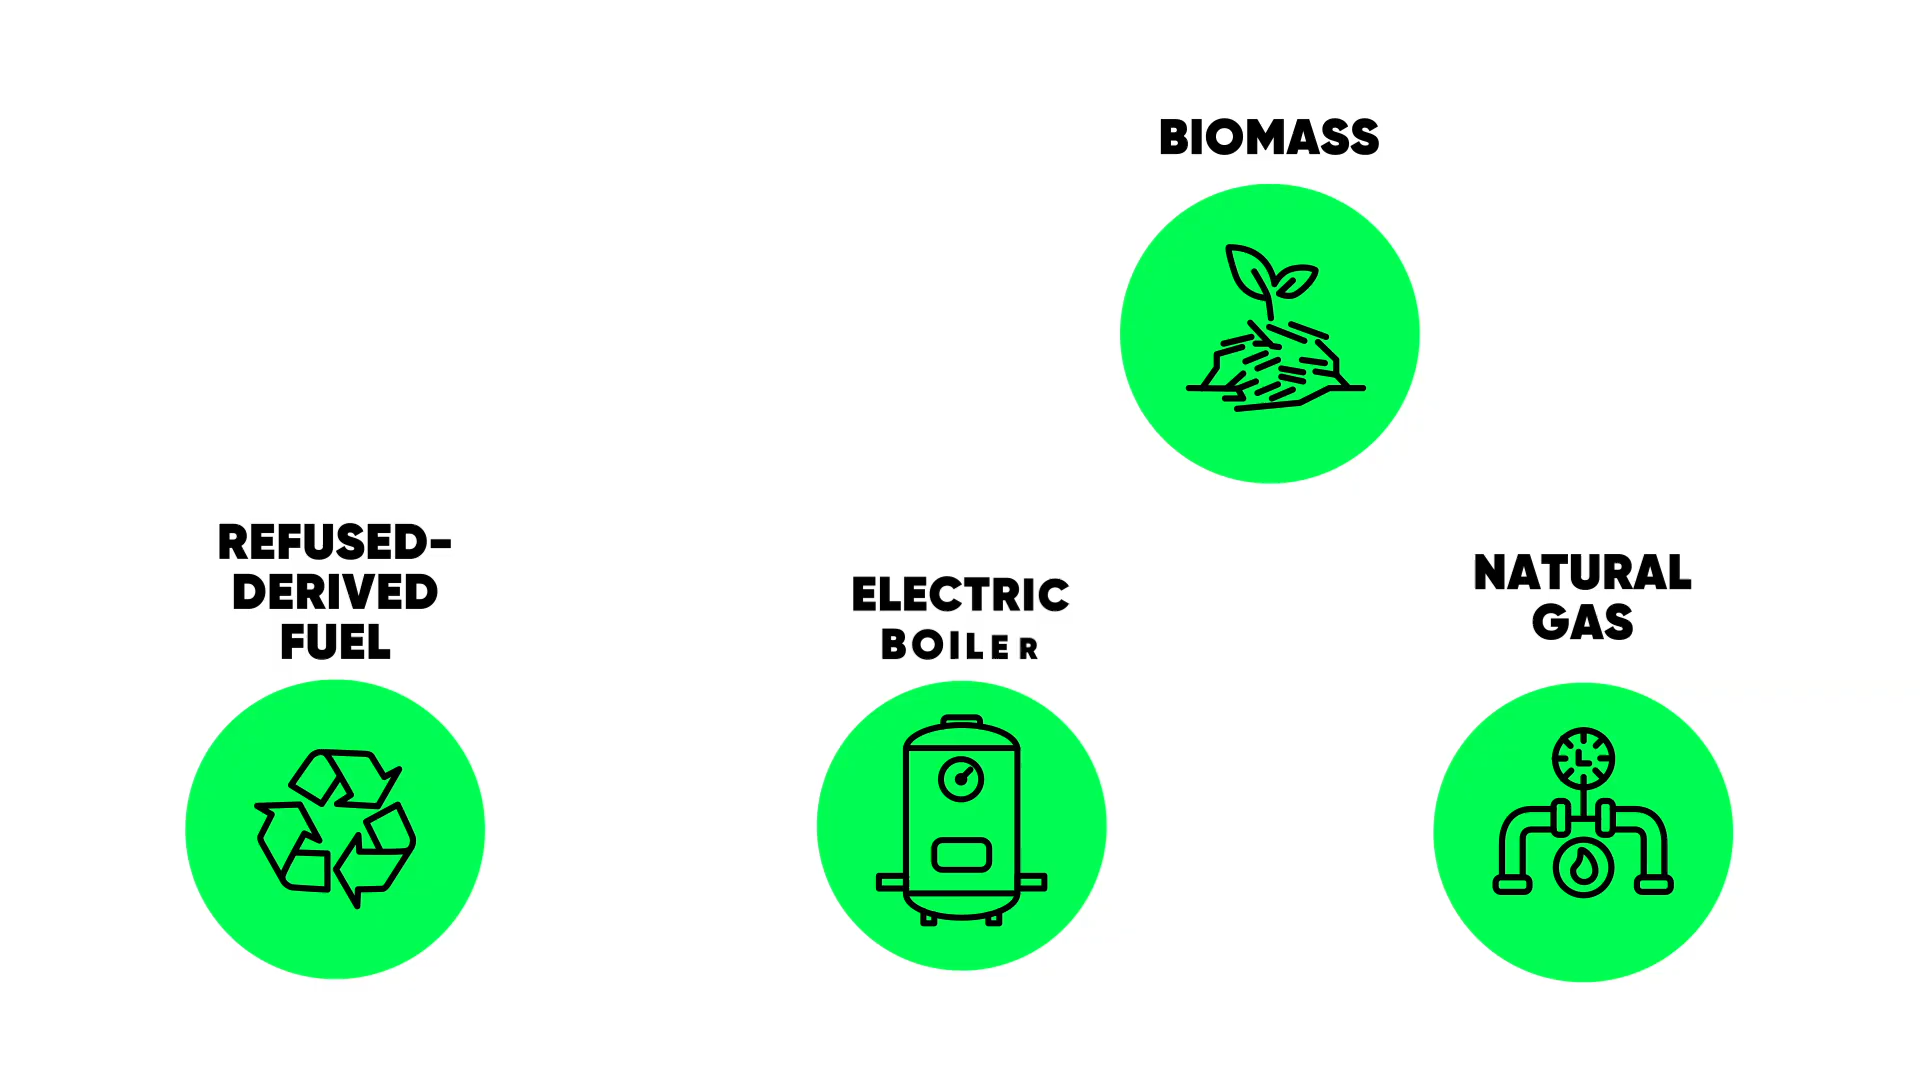 BIOMASS
REFUSED-
DERIVED
FUEL
ELECTRIC
BOILER
NATURAL
GAS